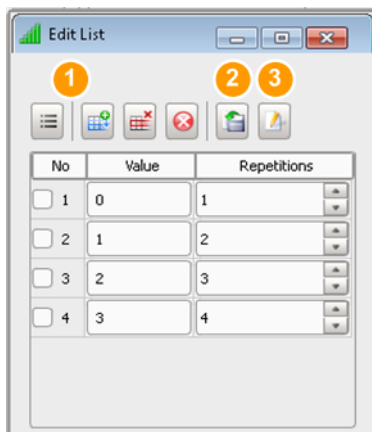 Edit List
1 2 3
No Value Repetitions
1 0 1
2 1 2
3 2 3
4 3 4